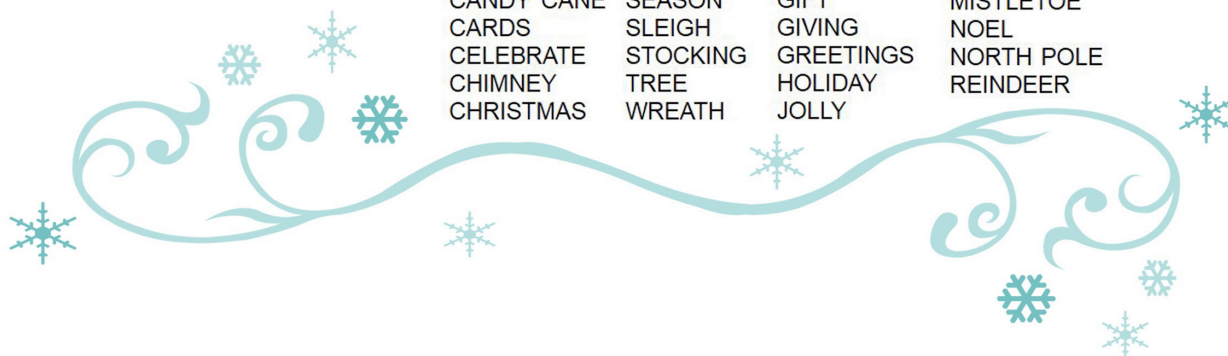 CANDY CANE SEASON GIFT MISTLETOE
CARDS SLEIGH GIVING NOEL
CELEBRATE STOCKING GREETINGS NORTH POLE
CHIMNEY TREE HOLIDAY REINDEER
CHRISTMAS WREATH JOLLY